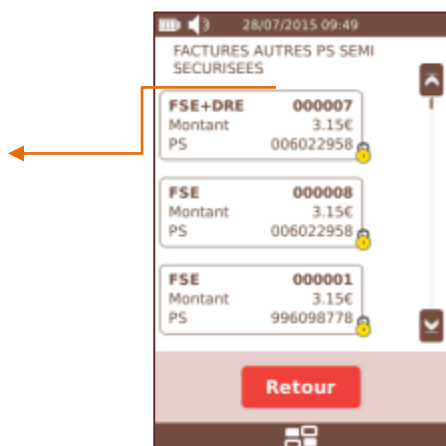 28/07/2015 09:49
FACTURES AUTRES PS SEMI
SECURISEES
FSE+DRE 000007
Montant 3.15€
PS 006022958
FSE 000008
Montant 3.15€
PS 006022958
FSE 000001
Montant 3.15€
PS 996098778
Retour